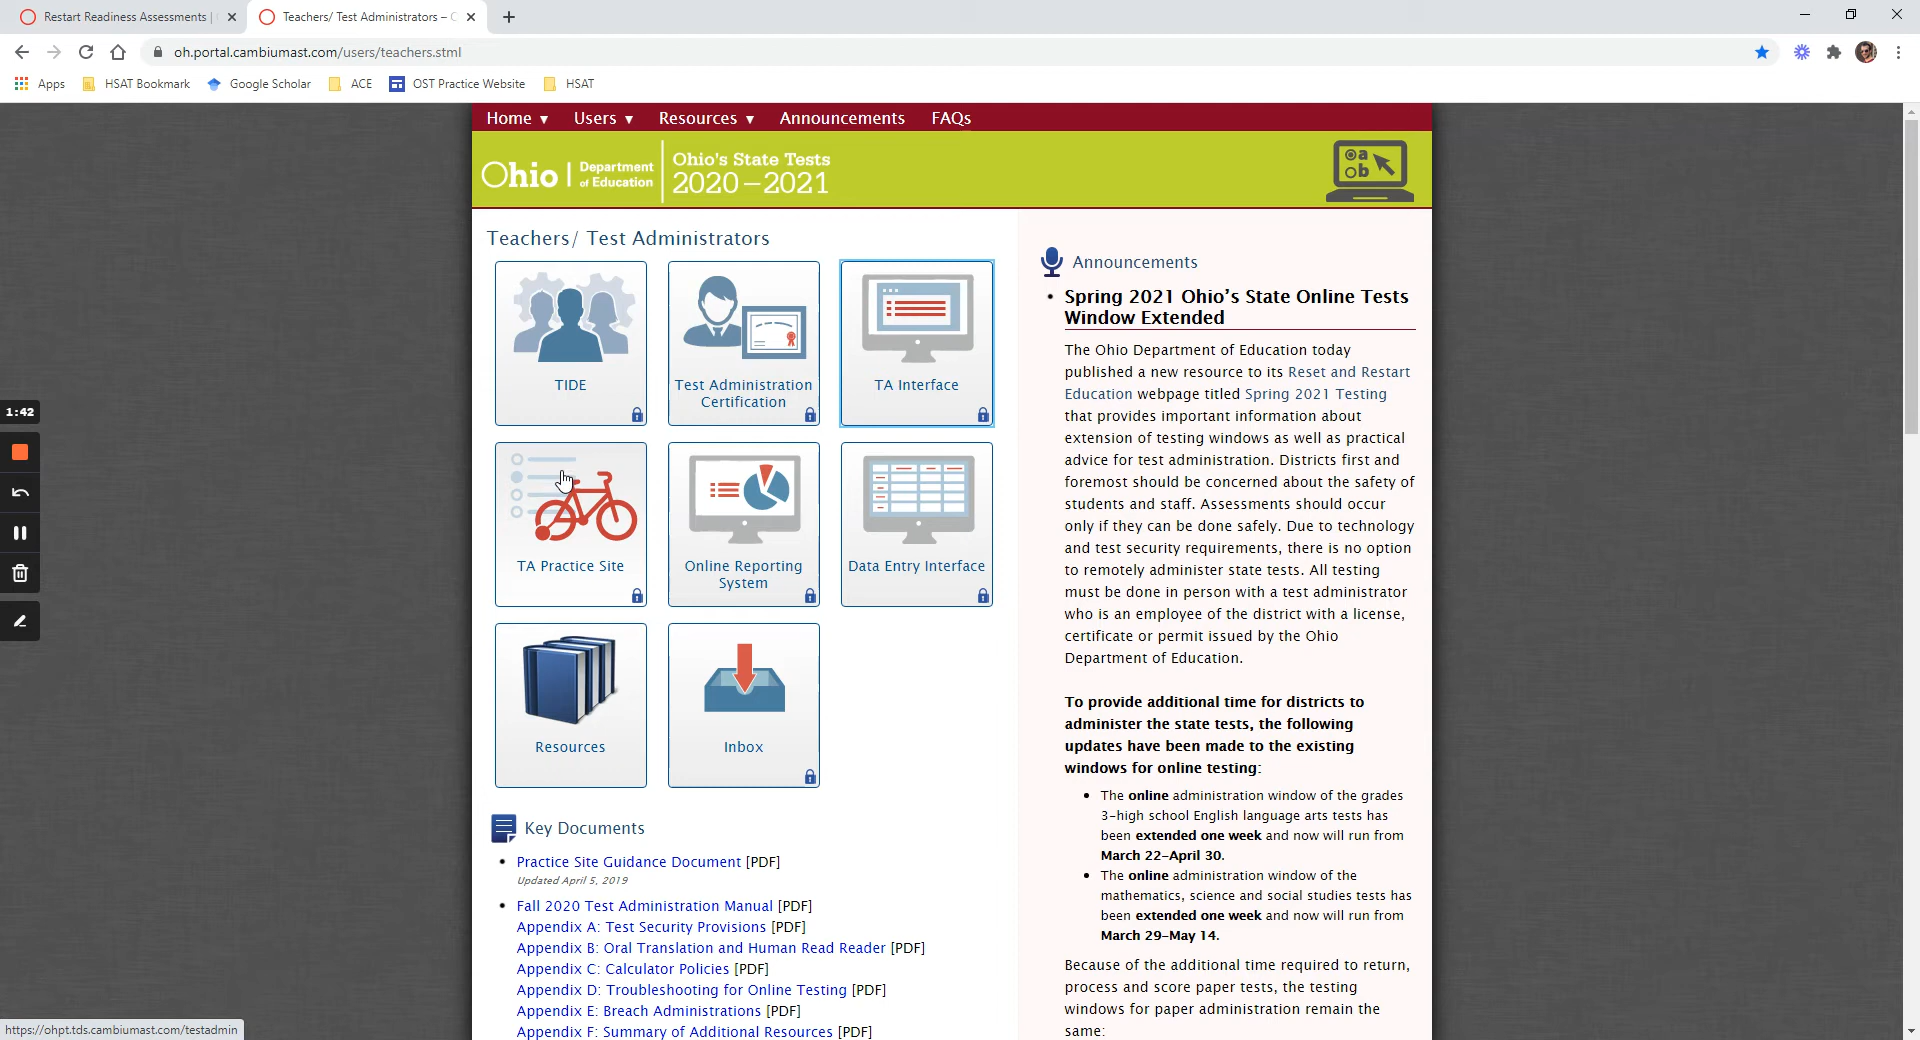 Restart Readiness Assessments |
Teachers/ Test Administrators –
oh.portal.cambiumast.com/users/teachers.stml
Apps
HSAT Bookmark
Google Scholar
ACE
OST Practice Website
HSAT
Home ▼ Users ▼ Resources ▼ Announcements FAQs
Ohio | Department of Education
Ohio's State Tests
2020–2021
a
b
Teachers/ Test Administrators
TIDE
Test Administration
Certification
TA Interface
TA Practice Site
Online Reporting
System
Data Entry Interface
Resources
Inbox
Key Documents
• Practice Site Guidance Document [PDF]
Updated April 5, 2019
• Fall 2020 Test Administration Manual [PDF]
Appendix A: Test Security Provisions [PDF]
Appendix B: Oral Translation and Human Read Reader [PDF]
Appendix C: Calculator Policies [PDF]
Appendix D: Troubleshooting for Online Testing [PDF]
Appendix E: Breach Administrations [PDF]
Appendix F: Summary of Additional Resources [PDF]
Announcements
• Spring 2021 Ohio’s State Online Tests
Window Extended
The Ohio Department of Education today
published a new resource to its Reset and Restart
Education webpage titled Spring 2021 Testing
that provides important information about
extension of testing windows as well as practical
advice for test administration. Districts first and
foremost should be concerned about the safety of
students and staff. Assessments should occur
only if they can be done safely. Due to technology
and test security requirements, there is no option
to remotely administer state tests. All testing
must be done in person with a test administrator
who is an employee of the district with a license,
certificate or permit issued by the Ohio
Department of Education.
To provide additional time for districts to
administer the state tests, the following
updates have been made to the existing
windows for online testing:
• The online administration window of the grades
3–high school English language arts tests has
been extended one week and now will run from
March 22–April 30.
• The online administration window of the
mathematics, science and social studies tests has
been extended one week and now will run from
March 29–May 14.
Because of the additional time required to return,
process and score paper tests, the testing
windows for paper administration remain the
same:
1:42
https://ohpt.tds.cambiumast.com/testadmin